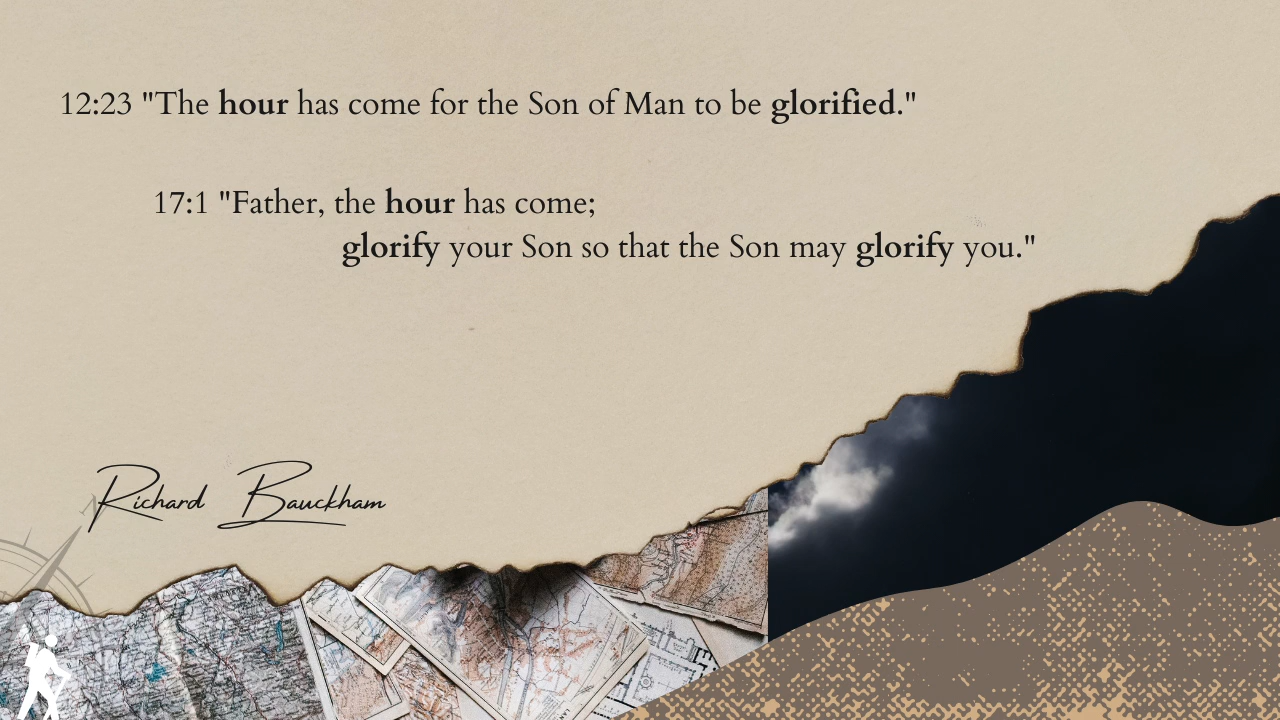 12:23 "The hour has come for the Son of Man to be glorified."
17:1 "Father, the hour has come;
glorify your Son so that the Son may glorify you."
Richard Bauckham